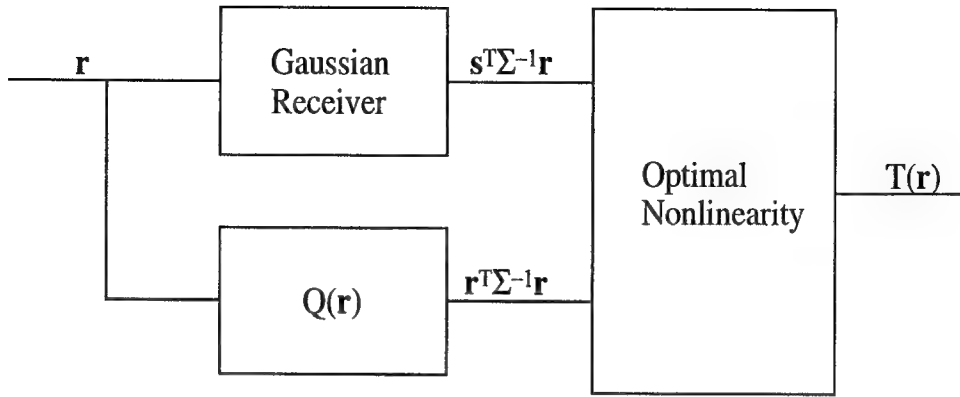 r
Gaussian
Receiver
sᵀΣ⁻¹r
Optimal
Nonlinearity
T(r)
Q(r)
rᵀΣ⁻¹r